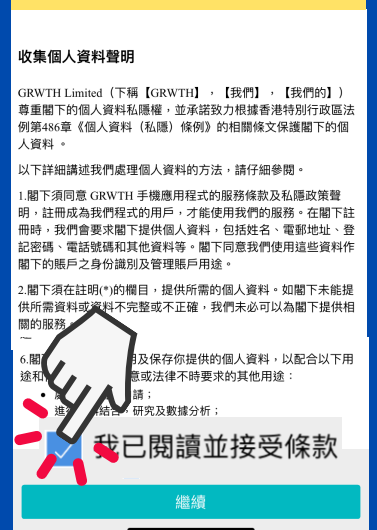 收集個人資料聲明
GRWTH Limited（下稱【GRWTH】，【我們】，【我們的】）
尊重閣下的個人資料私隱權，並承諾致力根據香港特別行政區法
例第486章《個人資料（私隱）條例》的相關條文保護閣下的個
人資料 。
以下詳細講述我們處理個人資料的方法，請仔細參閱。
1.閣下須同意 GRWTH 手機應用程式的服務條款及私隱政策聲
明，註冊成為我們程式的用戶，才能使用我們的服務。在閣下註
冊時，我們會要求閣下提供個人資料，包括姓名、電郵地址、登
記密碼、電話號碼和其他資料等。閣下同意我們使用這些資料作
閣下的賬戶之身份識別及管理賬戶用途。
2.閣下須在註明(*)的欄目，提供所需的個人資料。如閣下未能提
供所需資料或資料不完整或不正確，我們未必可以為閣下提供相
關的服務
6.閣 用及保存你提供的個人資料，以配合以下用
途和 意或法律不時要求的其他用途：
請；
進 結合，研究及數據分析；
我已閱讀並接受條款
繼續